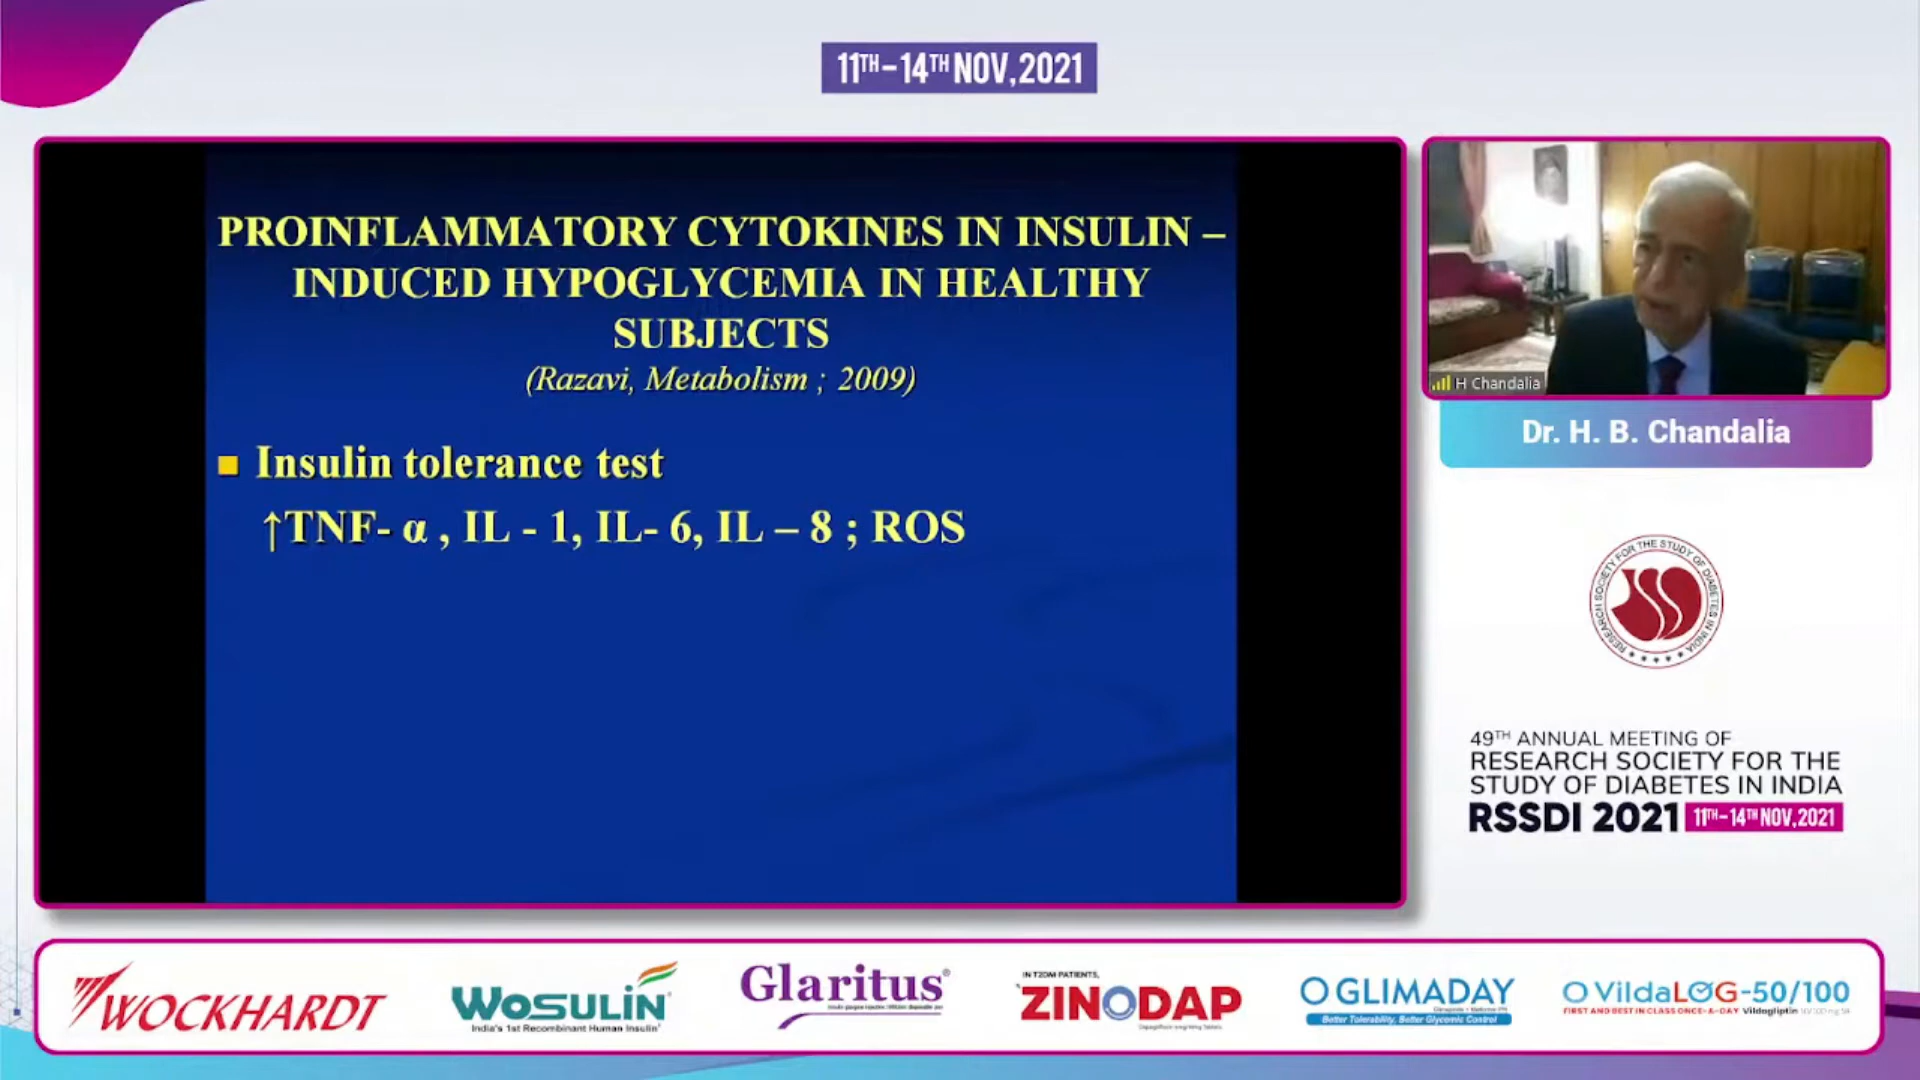 11TH–14TH NOV,2021
PROINFLAMMATORY CYTOKINES IN INSULIN –
INDUCED HYPOGLYCEMIA IN HEALTHY
SUBJECTS
(Razavi, Metabolism ; 2009)
Insulin tolerance test
↑TNF- α , IL - 1, IL- 6, IL – 8 ; ROS
H Chandalia
Dr. H. B. Chandalia
RESEARCH SOCIETY FOR THE STUDY OF DIABETES IN INDIA
49TH ANNUAL MEETING OF
RESEARCH SOCIETY FOR THE
STUDY OF DIABETES IN INDIA
RSSDI 2021 11TH–14TH NOV,2021
WOCKHARDT
WOSULIN
India's 1st Recombinant Human Insulin
Glaritus®
IN T2DM PATIENTS,
ZINODAP
GLIMADAY
Better Tolerability, Better Glycemic Control
VildaLOG-50/100
FIRST AND BEST IN CLASS ONCE-A-DAY Vildagliptin